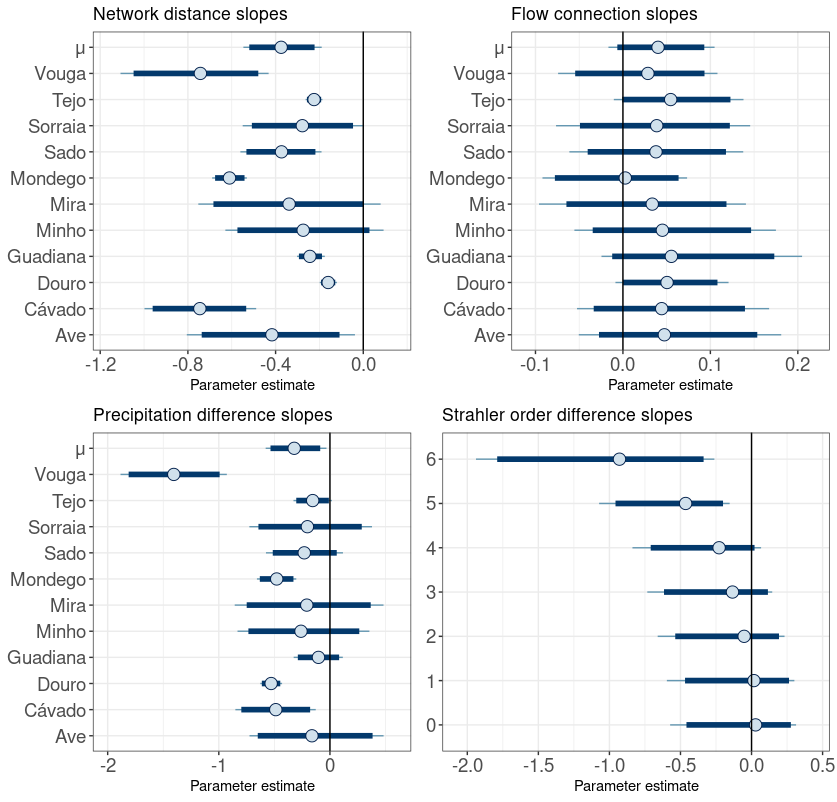 Network distance slopes
μ
Vouga
Tejo
Sorraia
Sado
Mondego
Mira
Minho
Guadiana
Douro
Cávado
Ave
-1.2 -0.8 -0.4 0.0
Parameter estimate
Flow connection slopes
μ
Vouga
Tejo
Sorraia
Sado
Mondego
Mira
Minho
Guadiana
Douro
Cávado
Ave
-0.1 0.0 0.1 0.2
Parameter estimate
Precipitation difference slopes
μ
Vouga
Tejo
Sorraia
Sado
Mondego
Mira
Minho
Guadiana
Douro
Cávado
Ave
-2 -1 0
Parameter estimate
Strahler order difference slopes
6
5
4
3
2
1
0
-2.0 -1.5 -1.0 -0.5 0.0 0.5
Parameter estimate